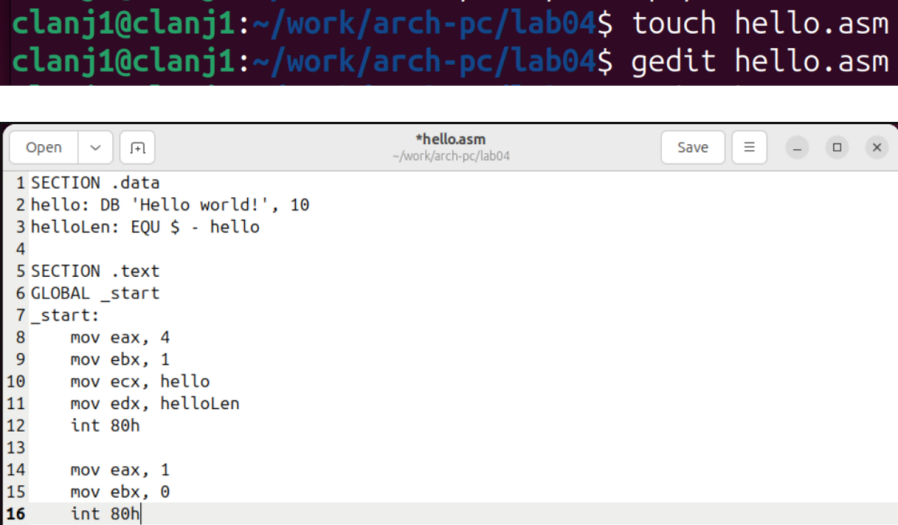 clanj1@clanj1:~/work/arch-pc/lab04$ touch hello.asm
clanj1@clanj1:~/work/arch-pc/lab04$ gedit hello.asm
Open
*hello.asm
~/work/arch-pc/lab04
Save
1 SECTION .data
2 hello: DB 'Hello world!', 10
3 helloLen: EQU $ - hello
4
5 SECTION .text
6 GLOBAL _start
7 _start:
8     mov eax, 4
9     mov ebx, 1
10     mov ecx, hello
11     mov edx, helloLen
12     int 80h
13
14     mov eax, 1
15     mov ebx, 0
16     int 80h